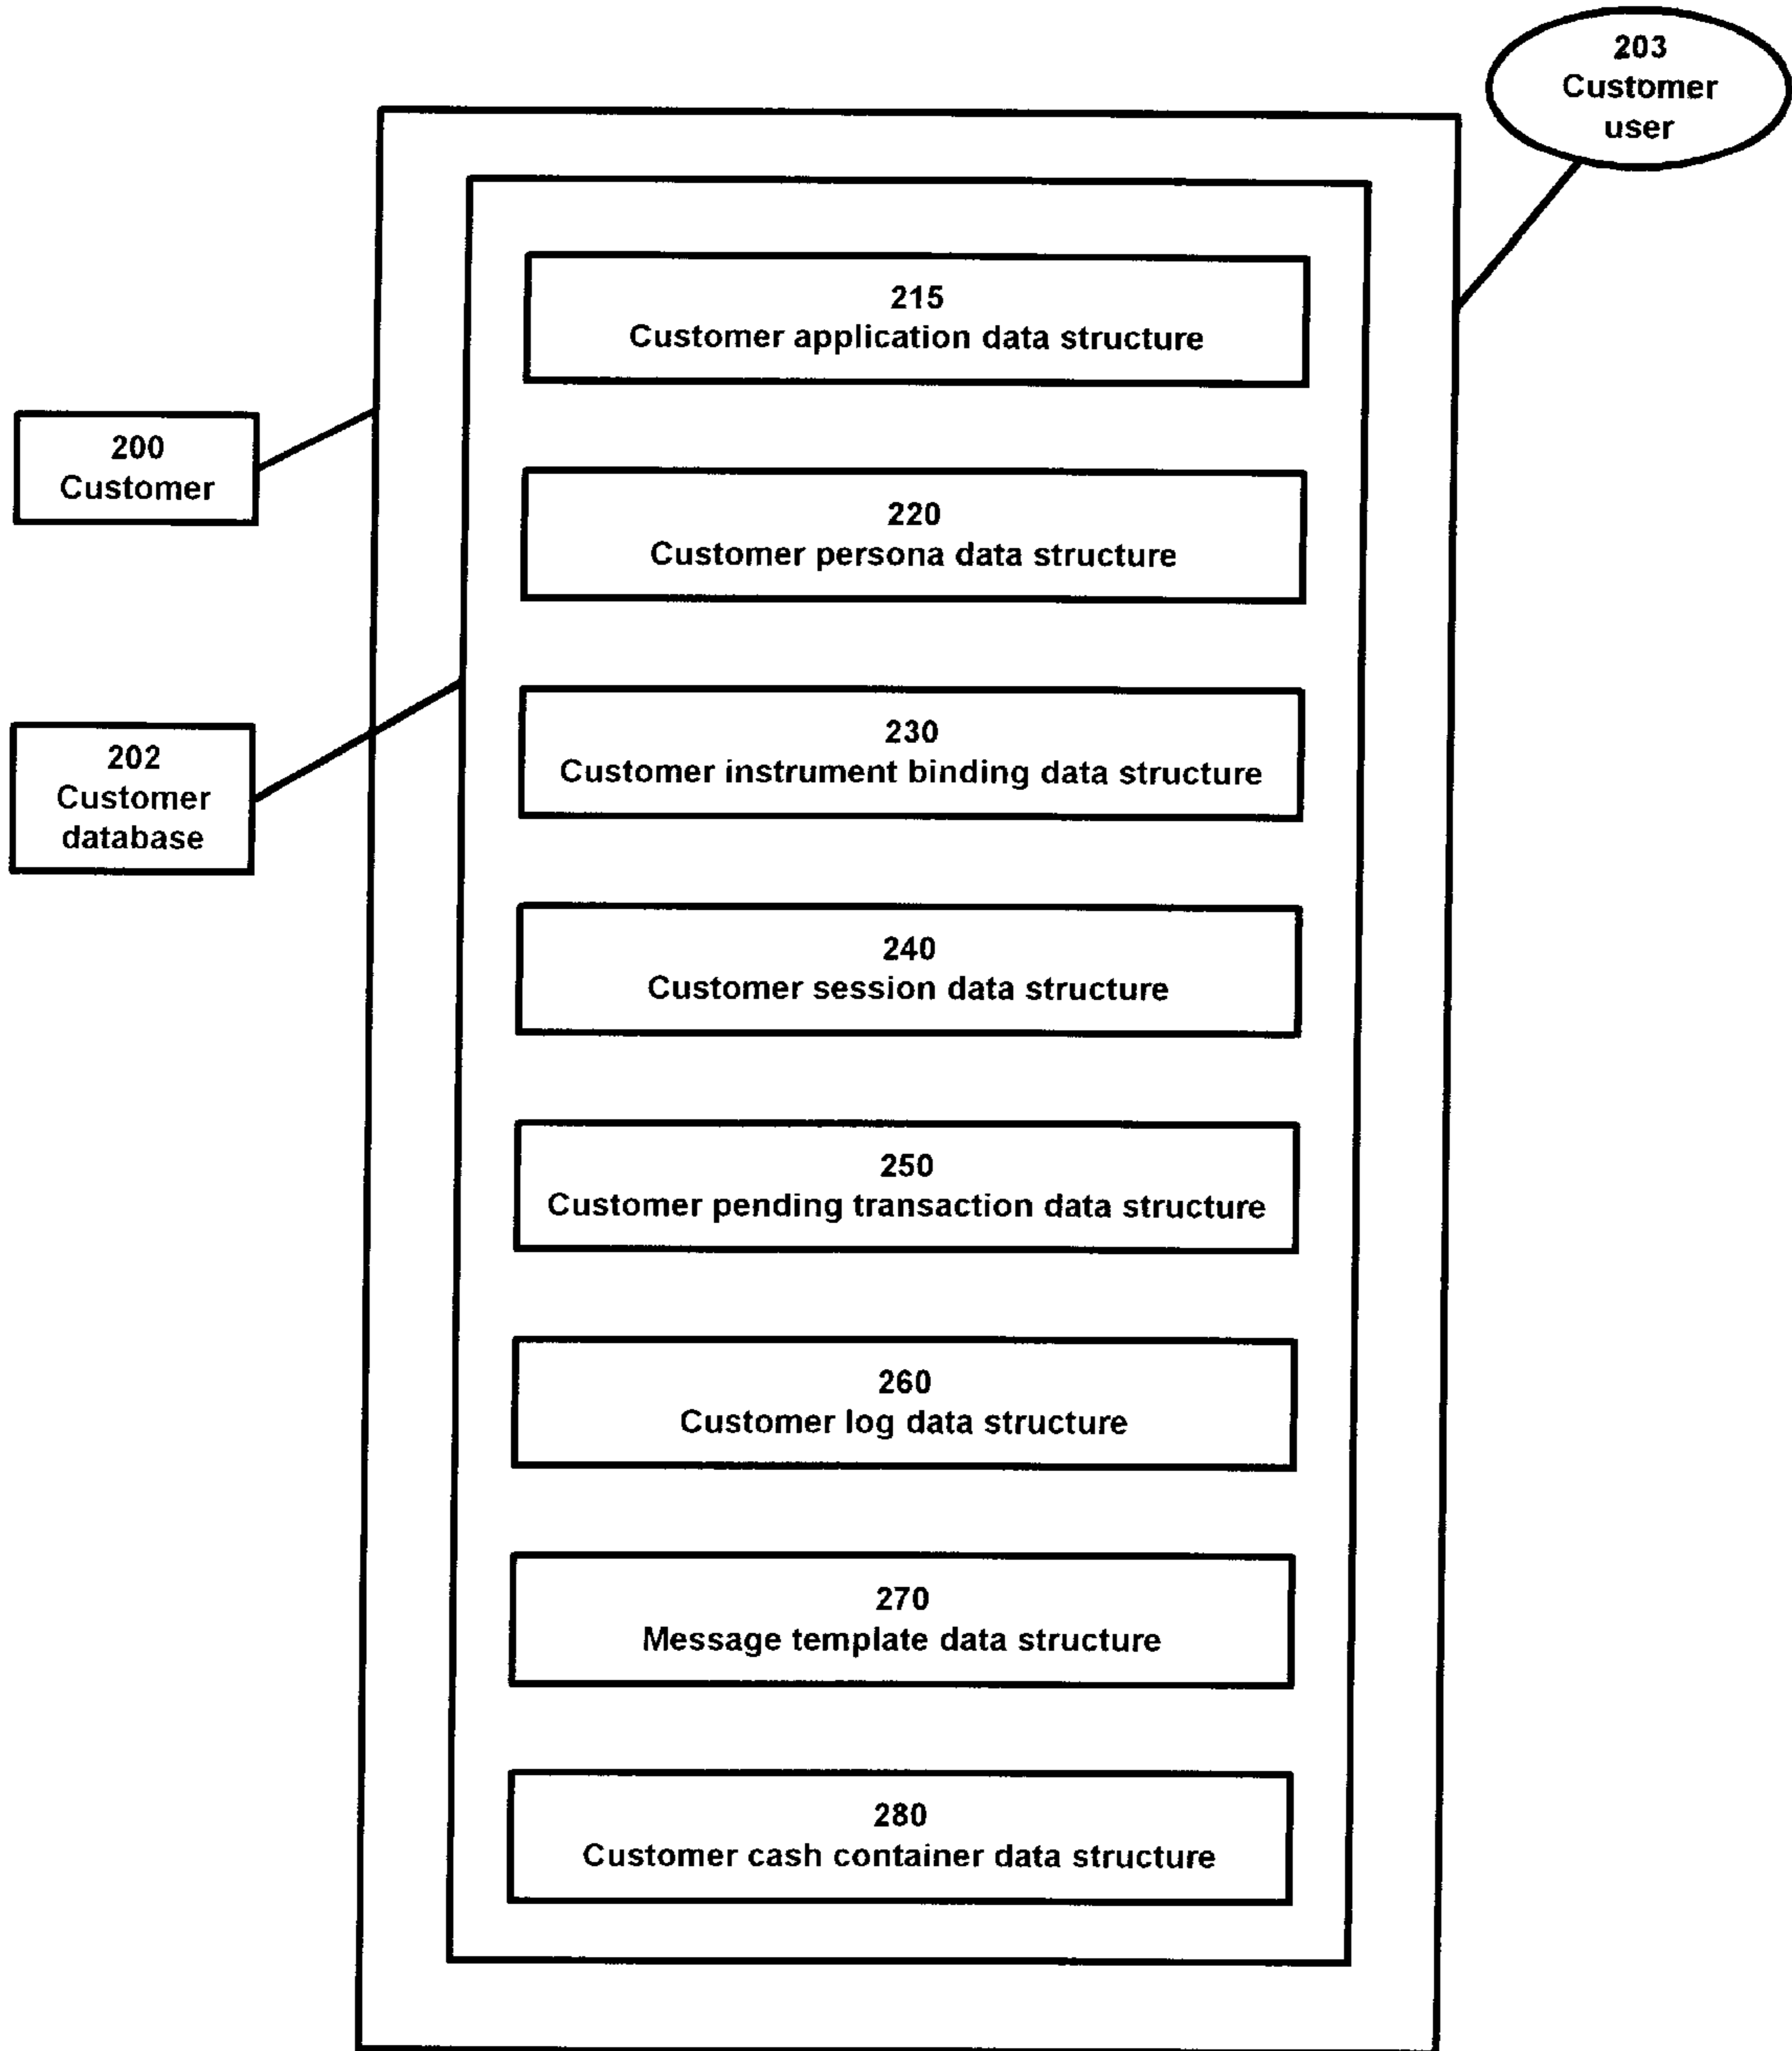 203
Customer
user
215
Customer application data structure
200
Customer
220
Customer persona data structure
230
Customer instrument binding data structure
202
Customer
database
240
Customer session data structure
250
Customer pending transaction data structure
260
Customer log data structure
270
Message template data structure
280
Customer cash container data structure